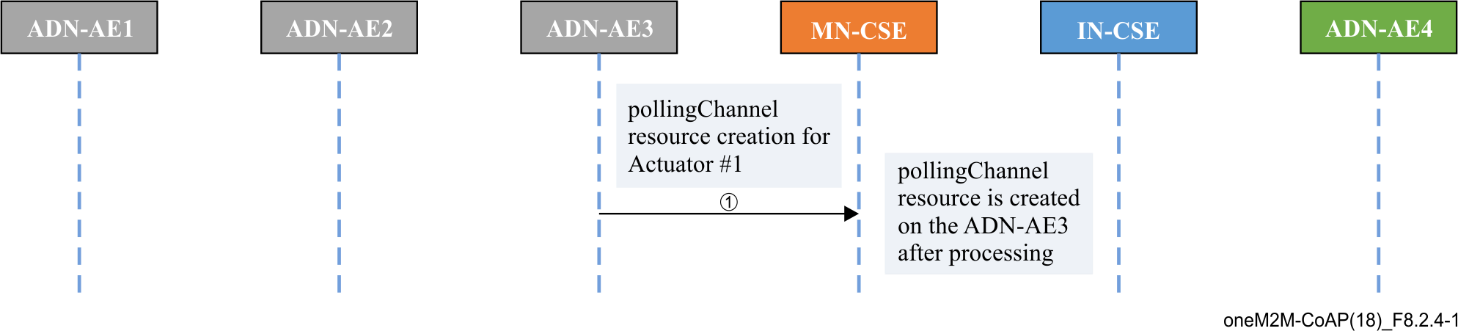 ADN-AE1
ADN-AE2
ADN-AE3
MN-CSE
IN-CSE
ADN-AE4
pollingChannel
resource creation for
Actuator #1
①
pollingChannel
resource is created
on the ADN-AE3
after processing
oneM2M-CoAP(18)_F8.2.4-1